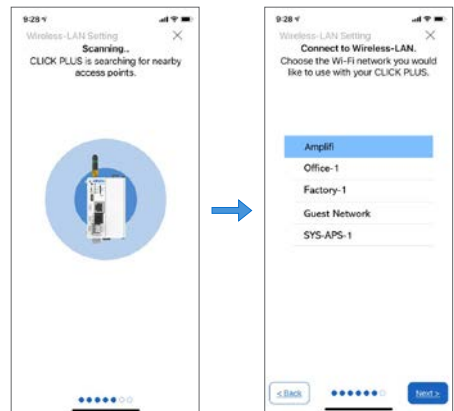 9:28
Wireless-LAN Setting
Scanning..
CLICK PLUS is searching for nearby
access points.
9:28
Wireless-LAN Setting
Connect to Wireless-LAN.
Choose the Wi-Fi network you would
like to use with your CLICK PLUS.
Amplifi
Office-1
Factory-1
Guest Network
SYS-APS-1
< Back
Next >